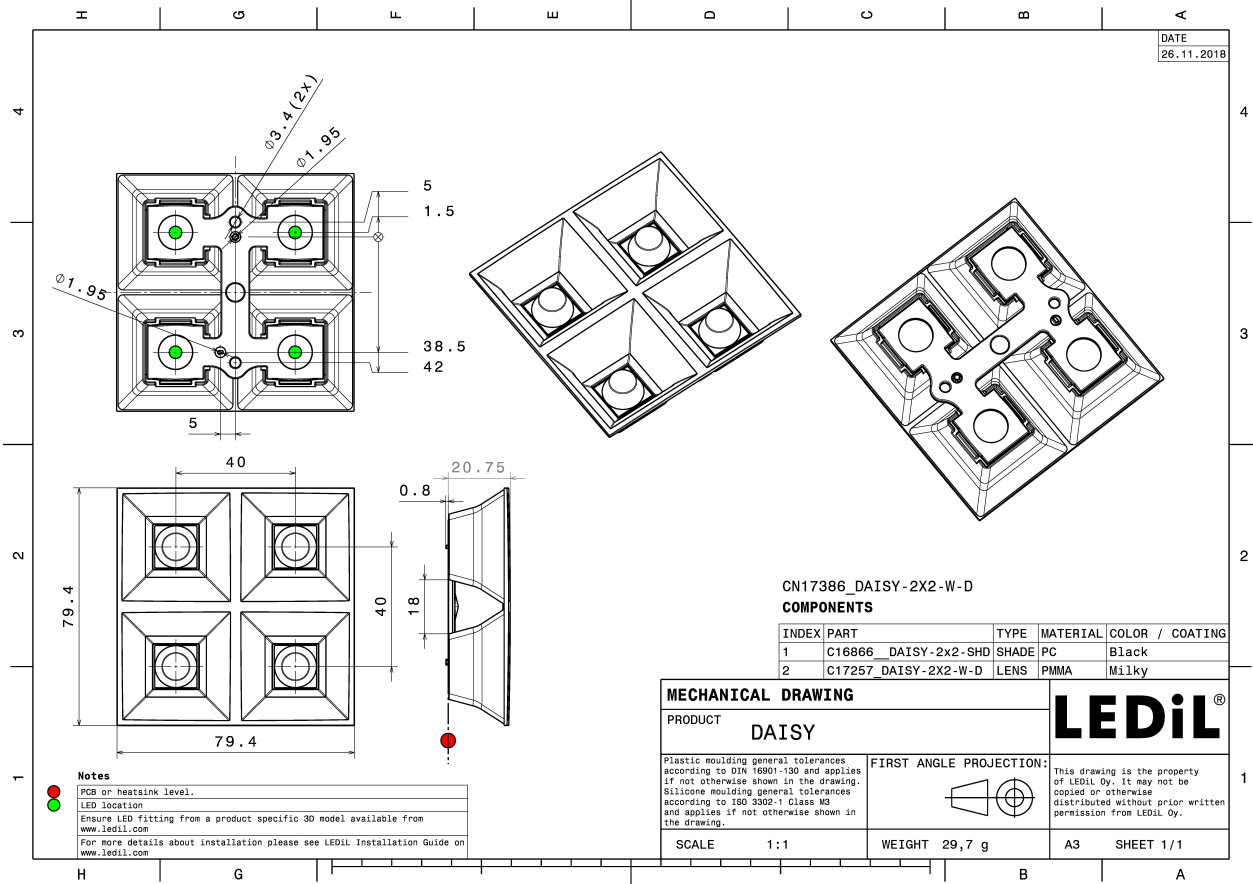 H G F E D C B A
DATE
26.11.2018
4
4
∅3.4(2x)
∅1.95
5
1.5
∅1.95
3
3
38.5
42
5
40
20.75
0.8
2
2
79.4
40
18
79.4
CN17386_DAISY-2X2-W-D
COMPONENTS
INDEX PART TYPE MATERIAL COLOR / COATING
1 C16866__DAISY-2x2-SHD SHADE PC Black
2 C17257_DAISY-2X2-W-D LENS PMMA Milky
MECHANICAL DRAWING
PRODUCT
DAISY
LEDiL®
1
1
Plastic moulding general tolerances
according to DIN 16901-130 and applies
if not otherwise shown in the drawing.
Silicone moulding general tolerances
according to ISO 3302-1 Class M3
and applies if not otherwise shown in
the drawing.
FIRST ANGLE PROJECTION:
This drawing is the property
of LEDiL Oy. It may not be
copied or otherwise
distributed without prior written
permission from LEDiL Oy.
SCALE 1:1
WEIGHT 29,7 g
A3 SHEET 1/1
Notes
PCB or heatsink level.
LED location
Ensure LED fitting from a product specific 3D model available from
www.ledil.com
For more details about installation please see LEDiL Installation Guide on
www.ledil.com
H G B A